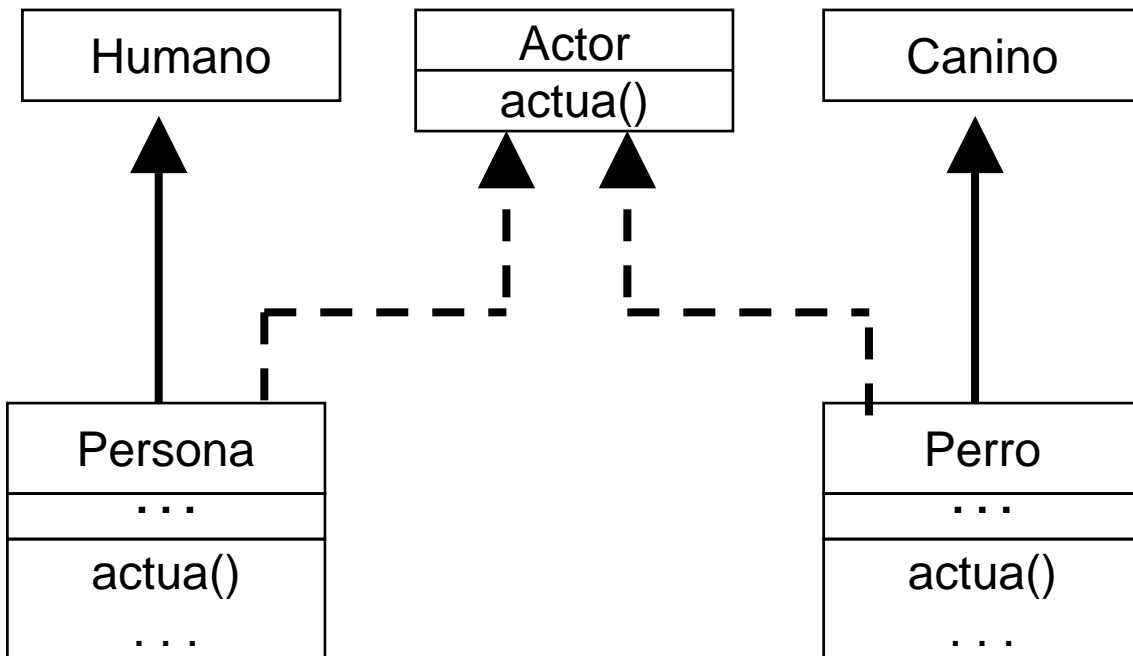 Humano
Actor
actua()
Canino
Persona
. . .
actua()
. . .
Perro
. . .
actua()
. . .